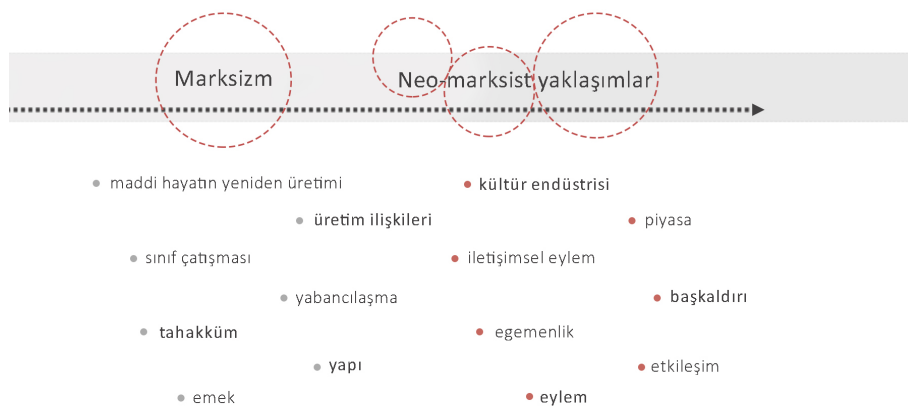 Marksizm
Neo-marksist yaklaşımlar
maddi hayatın yeniden üretimi
kültür endüstrisi
üretim ilişkileri
piyasa
sınıf çatışması
iletişimsel eylem
yabancılaşma
başkaldırı
tahakküm
egemenlik
yapı
etkileşim
emek
eylem